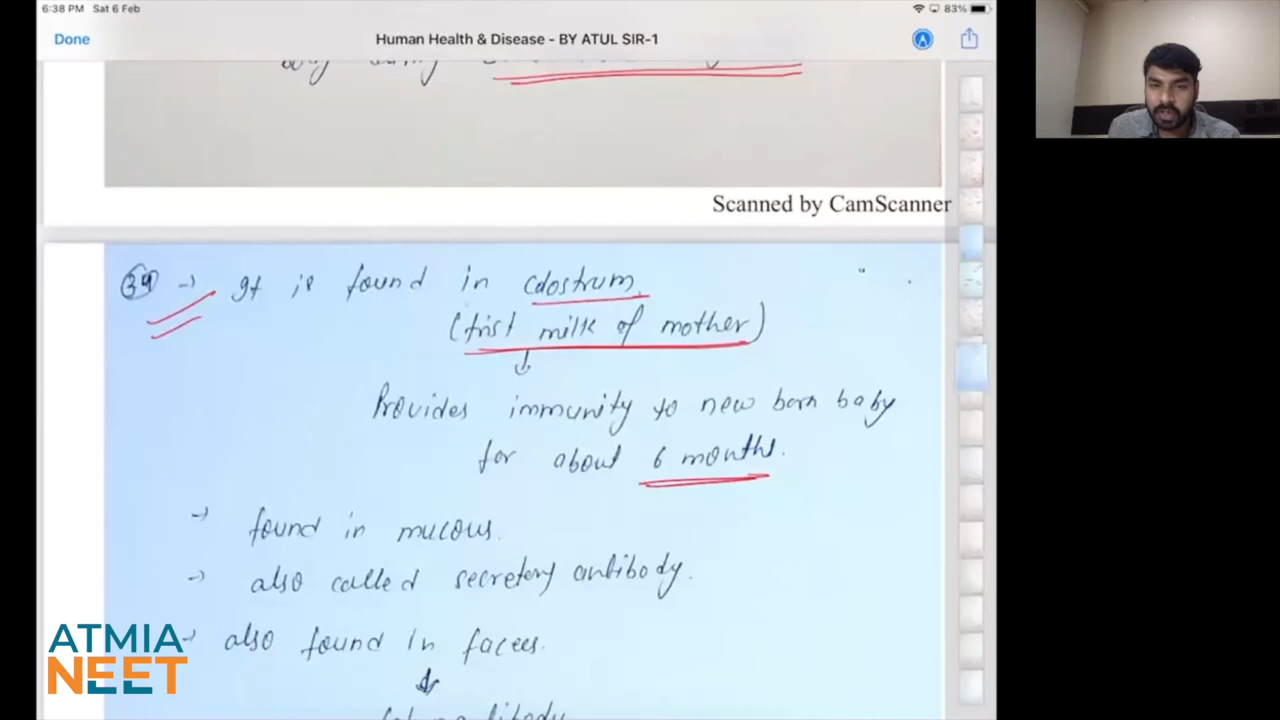 6:38 PM Sat 6 Feb
83%
Done
Human Health & Disease - BY ATUL SIR-1
Scanned by CamScanner
39 → It is found in colostrum.
(first milk of mother)
Provides immunity to new born baby
for about 6 months.
→ found in mucous.
→ also called secretory antibody.
→ also found in facees.
ATMIA
NEET